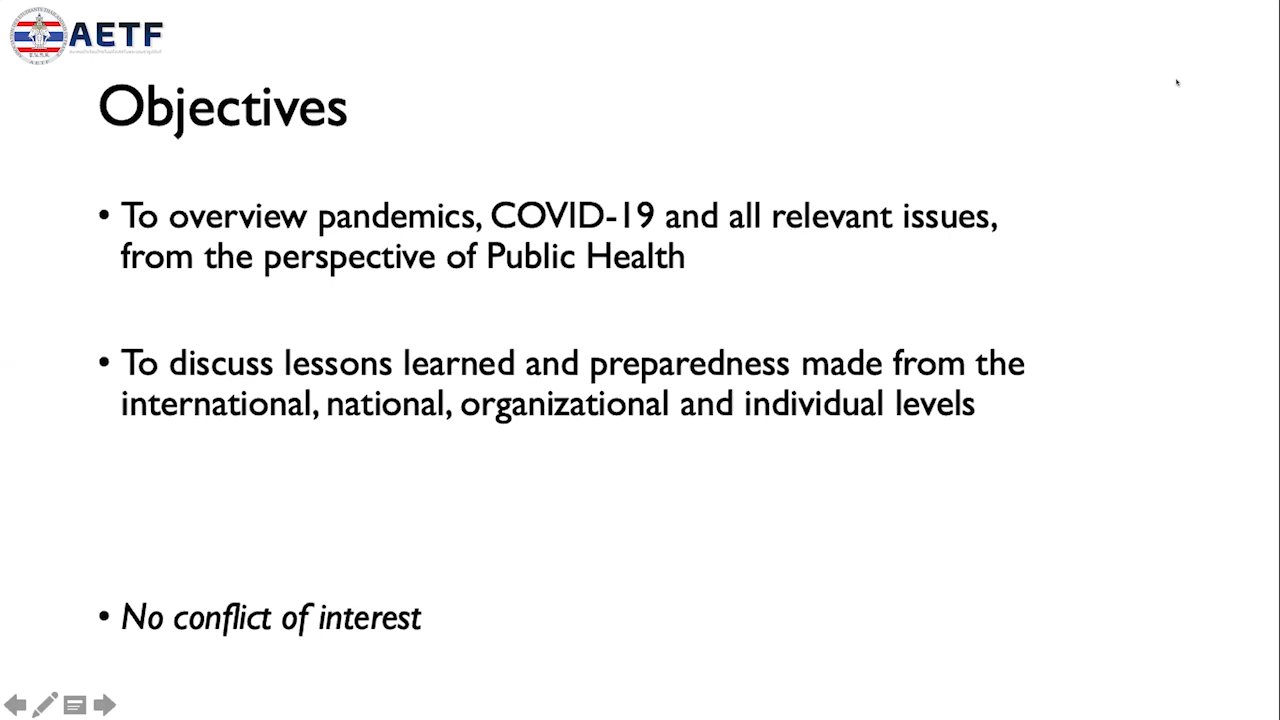 AETF
Objectives
• To overview pandemics, COVID-19 and all relevant issues,
from the perspective of Public Health
• To discuss lessons learned and preparedness made from the
international, national, organizational and individual levels
• No conflict of interest